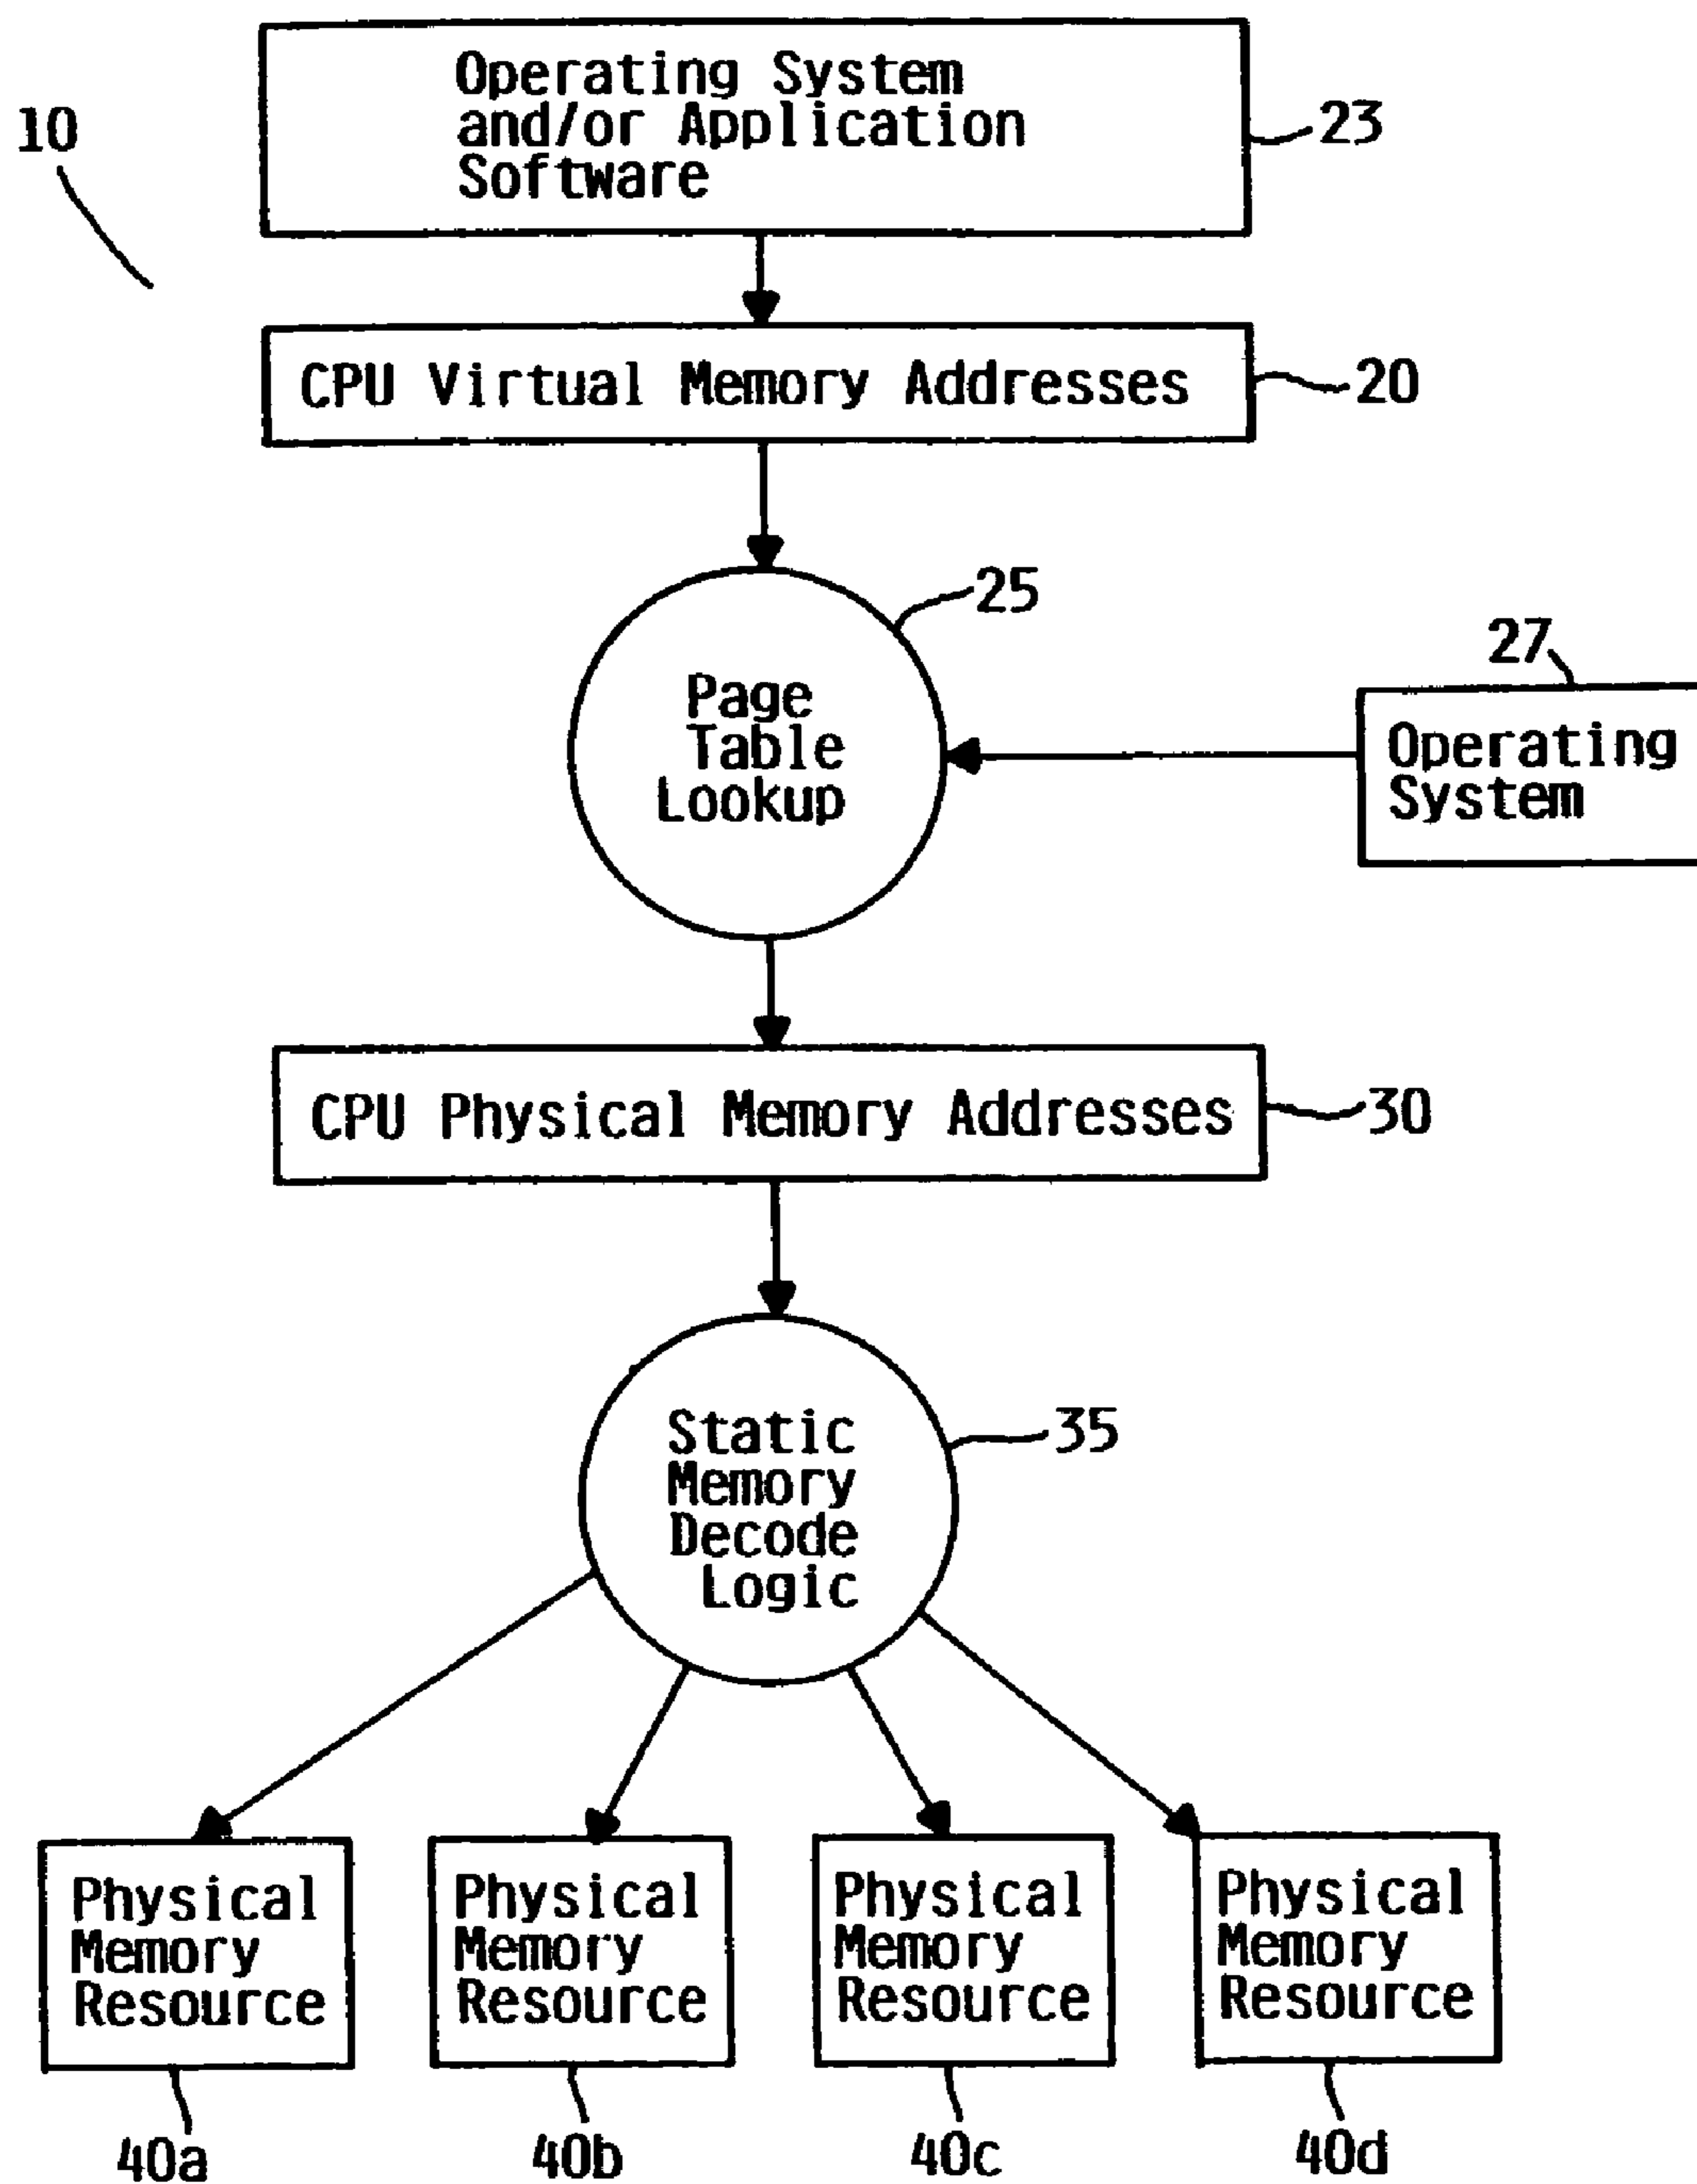 Operating System
and/or Application
Software
10
23
CPU Virtual Memory Addresses
20
25
Page
Table
Lookup
27
Operating
System
CPU Physical Memory Addresses
30
Static
Memory
Decode
Logic
35
Physical
Memory
Resource
Physical
Memory
Resource
Physical
Memory
Resource
Physical
Memory
Resource
40a
40b
40c
40d